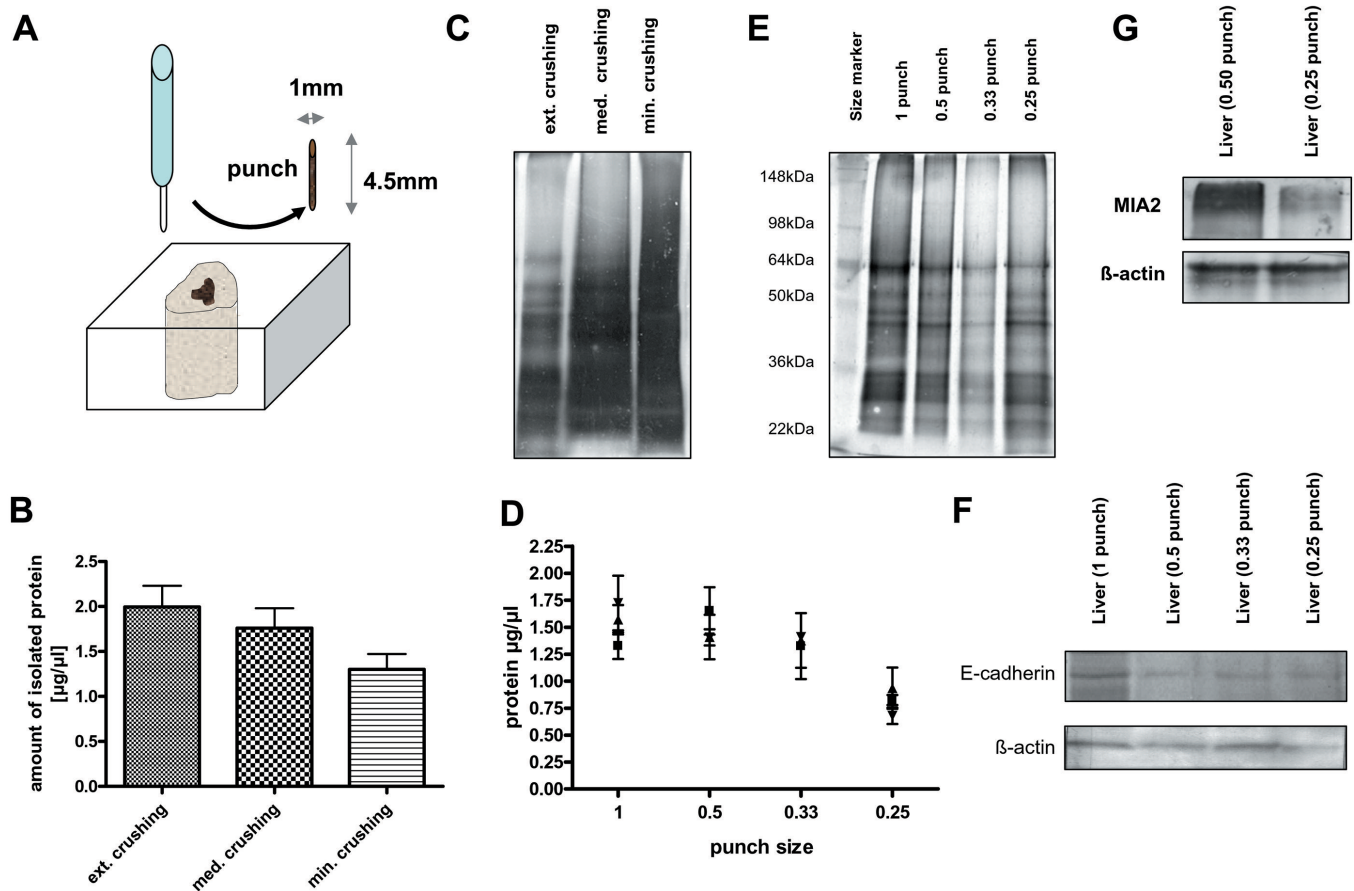 A
1mm
punch
4.5mm
B
amount of isolated protein
[µg/µl]
2.5
2.0
1.5
1.0
0.5
0.0
ext. crushing
med. crushing
min. crushing
C
ext. crushing
med. crushing
min. crushing
D
protein µg/µl
2.25
2.00
1.75
1.50
1.25
1.00
0.75
0.50
0.25
0.00
1
0.5
0.33
0.25
punch size
E
Size marker
1 punch
0.5 punch
0.33 punch
0.25 punch
148kDa
98kDa
64kDa
50kDa
36kDa
22kDa
F
Liver (1 punch)
Liver (0.5 punch)
Liver (0.33 punch)
Liver (0.25 punch)
E-cadherin
ß-actin
G
Liver (0.50 punch)
Liver (0.25 punch)
MIA2
ß-actin